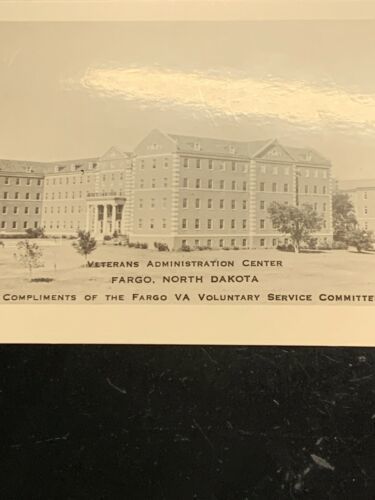 Veterans Administration Center
Fargo, North Dakota
Compliments of the Fargo VA Voluntary Service Committe